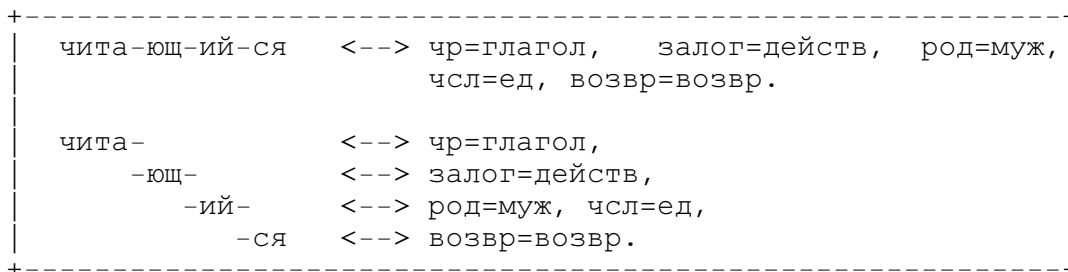 чита-ющ-ий-ся <--> чр=глагол, залог=действ, род=муж,
чсл=ед, возвр=возвр.
чита- <--> чр=глагол,
-ющ- <--> залог=действ,
-ий- <--> род=муж, чсл=ед,
-ся <--> возвр=возвр.